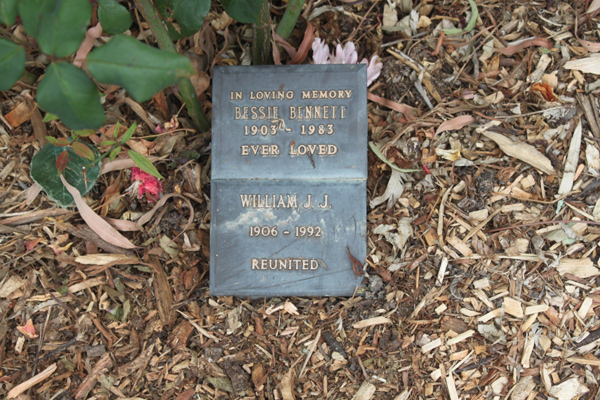 IN LOVING MEMORY
BESSIE BENNETT
1903 - 1983
EVER LOVED
WILLIAM J. J.
1906 - 1992
REUNITED